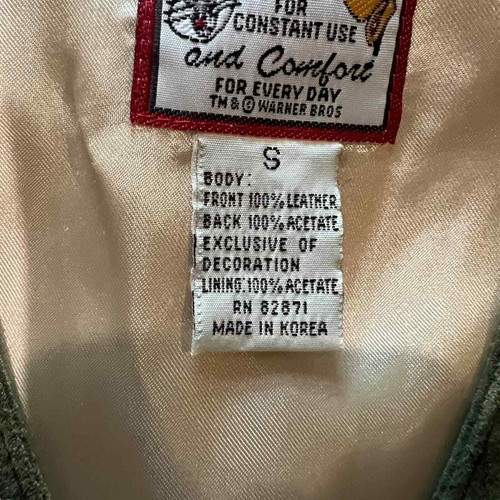 FOR
CONSTANT USE
and Comfort
FOR EVERY DAY
TM & © WARNER BROS
S
BODY:
FRONT 100% LEATHER
BACK 100% ACETATE
EXCLUSIVE OF
DECORATION
LINING: 100% ACETATE
RN 82871
MADE IN KOREA